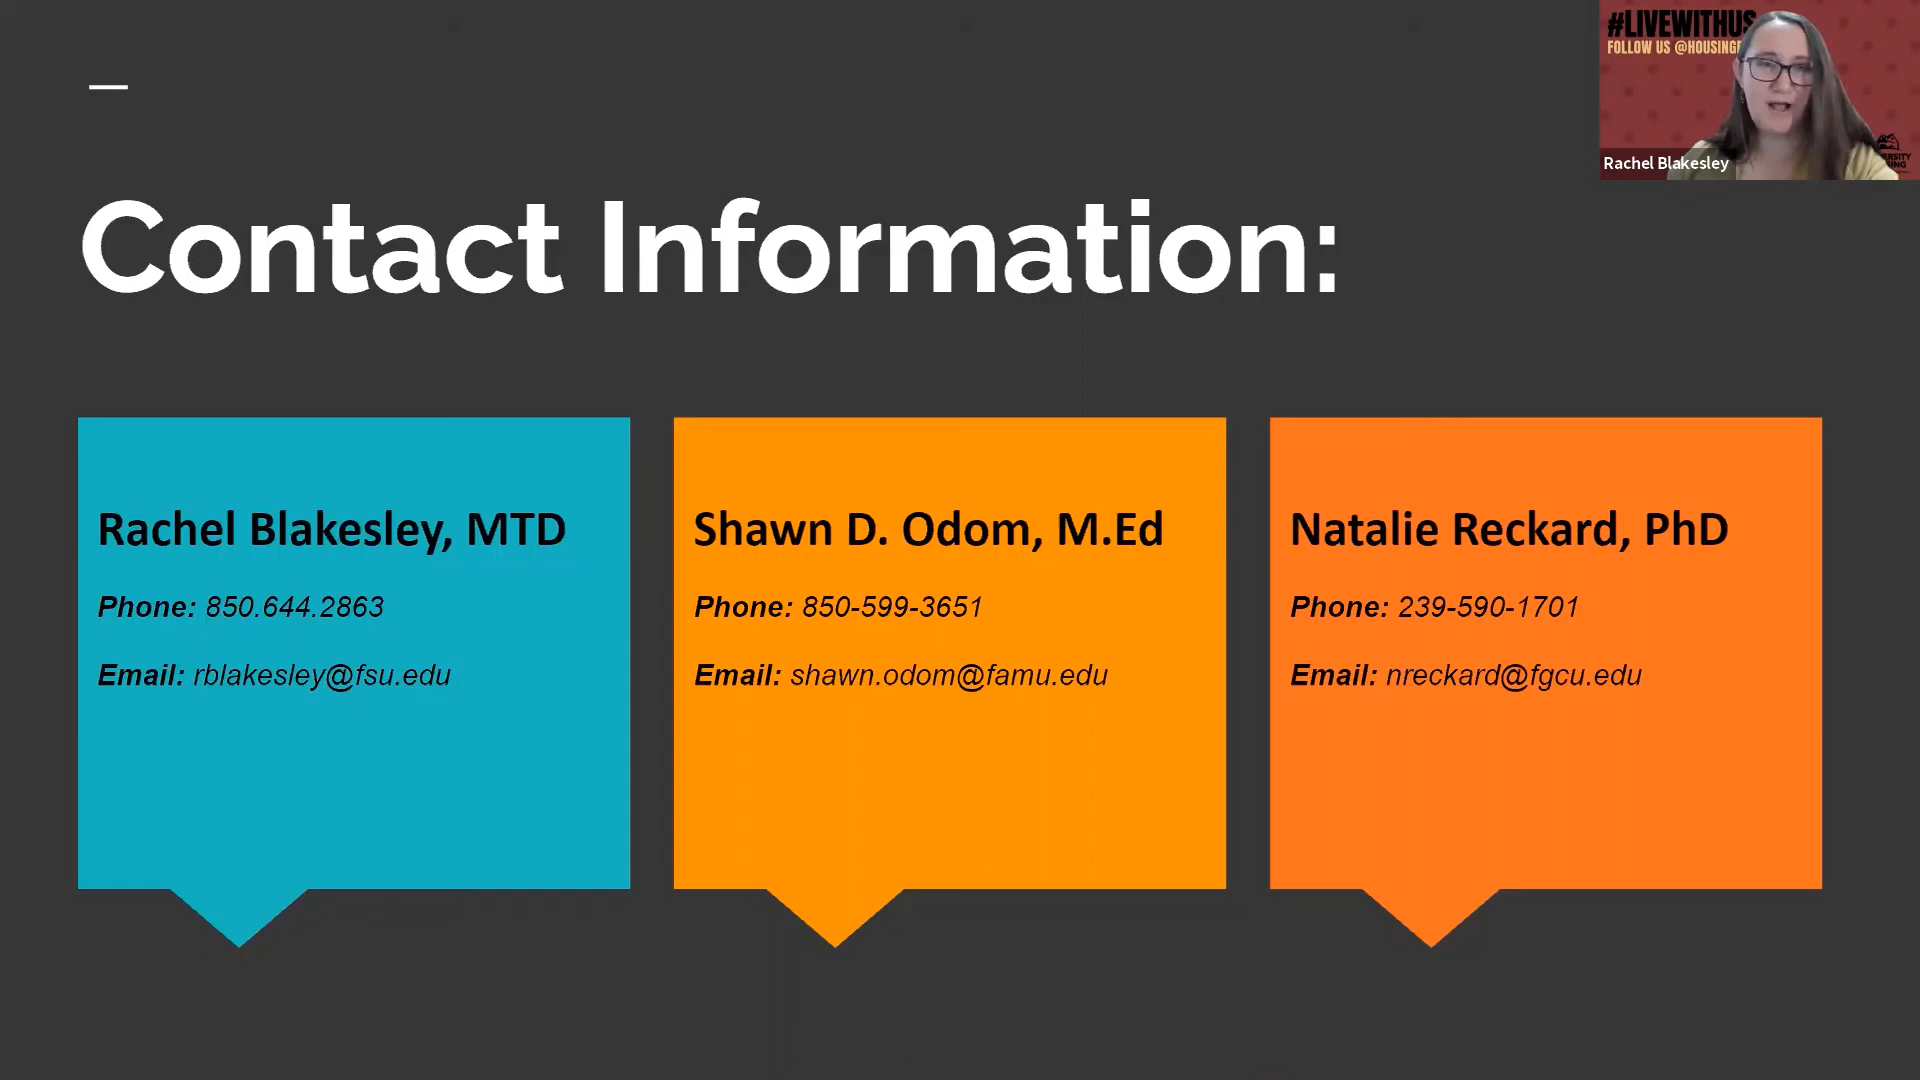 #LIVEWITHUS
FOLLOW US
Rachel Blakesley
Contact Information:
Rachel Blakesley, MTD
Phone: 850.644.2863
Email: rblakesley@fsu.edu
Shawn D. Odom, M.Ed
Phone: 850-599-3651
Email: shawn.odom@famu.edu
Natalie Reckard, PhD
Phone: 239-590-1701
Email: nreckard@fgcu.edu